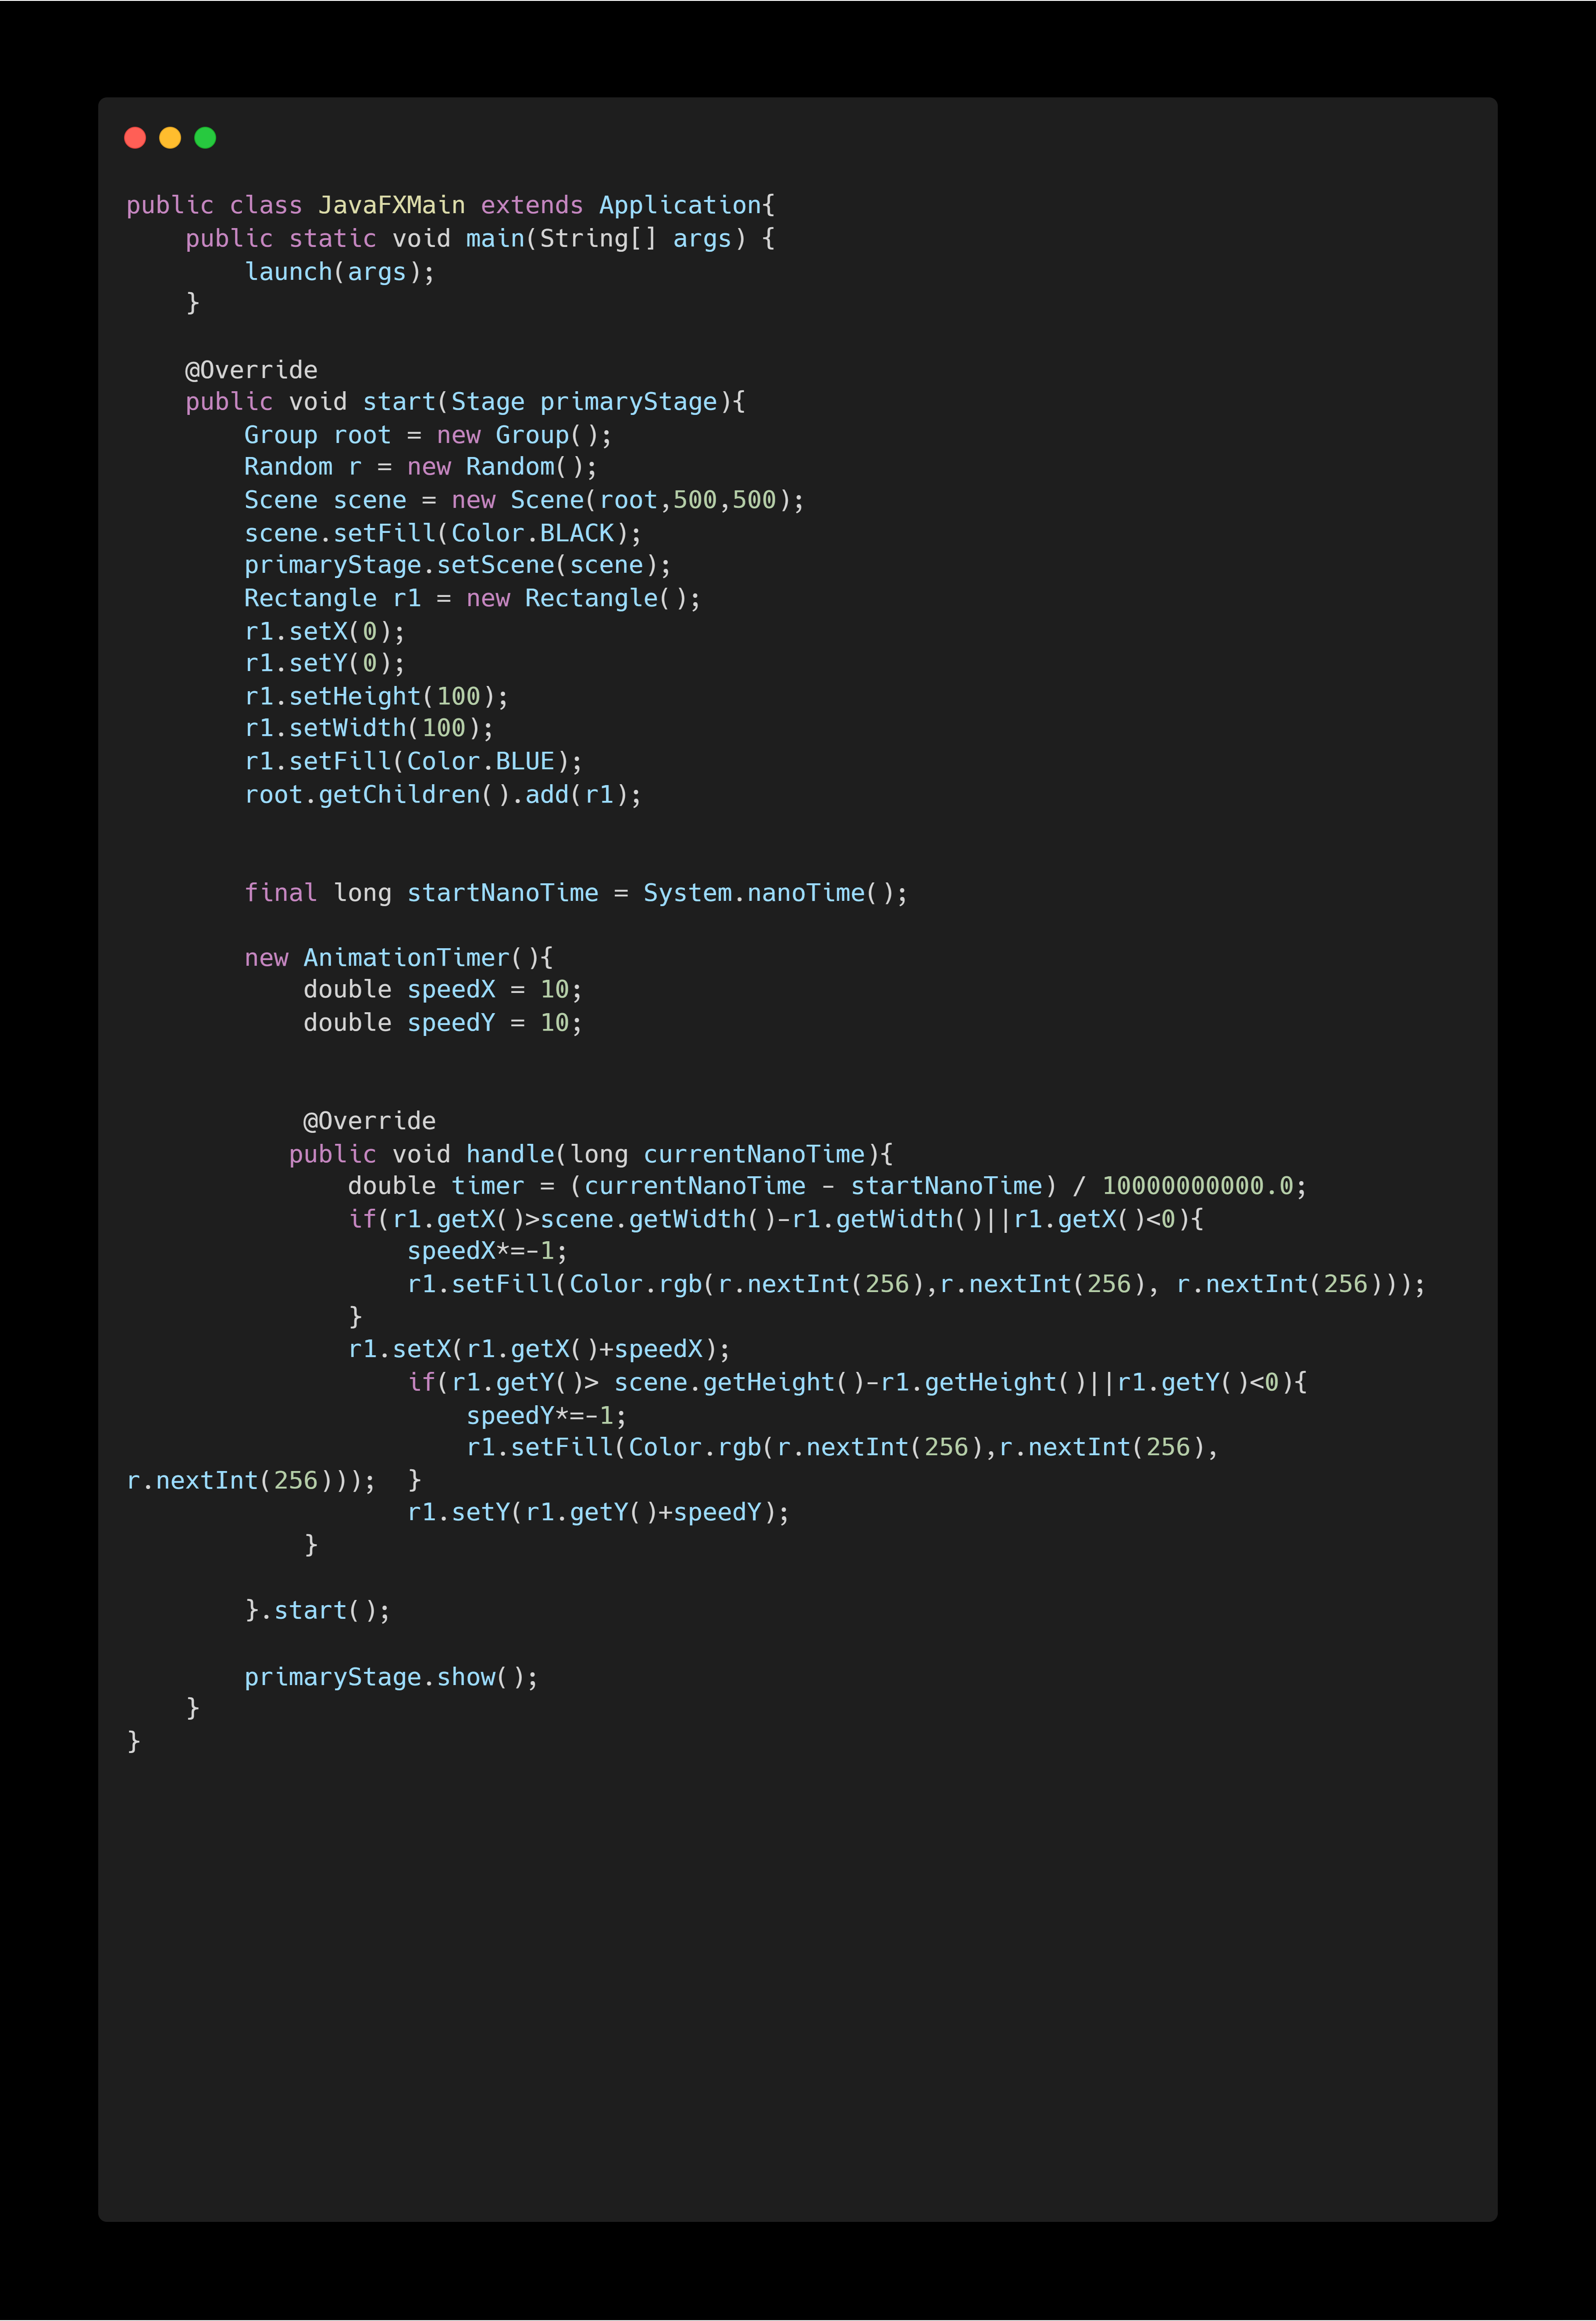 public class JavaFXMain extends Application{
    public static void main(String[] args) {
        launch(args);
    }

    @Override
    public void start(Stage primaryStage){
        Group root = new Group();
        Random r = new Random();
        Scene scene = new Scene(root,500,500);
        scene.setFill(Color.BLACK);
        primaryStage.setScene(scene);
        Rectangle r1 = new Rectangle();
        r1.setX(0);
        r1.setY(0);
        r1.setHeight(100);
        r1.setWidth(100);
        r1.setFill(Color.BLUE);
        root.getChildren().add(r1);


        final long startNanoTime = System.nanoTime();

        new AnimationTimer(){
            double speedX = 10;
            double speedY = 10;


            @Override
           public void handle(long currentNanoTime){
               double timer = (currentNanoTime - startNanoTime) / 10000000000.0;
               if(r1.getX()>scene.getWidth()-r1.getWidth()||r1.getX()<0){
                   speedX*=-1;
                   r1.setFill(Color.rgb(r.nextInt(256),r.nextInt(256), r.nextInt(256)));
               }
               r1.setX(r1.getX()+speedX);
                   if(r1.getY()> scene.getHeight()-r1.getHeight()||r1.getY()<0){
                       speedY*=-1;
                       r1.setFill(Color.rgb(r.nextInt(256),r.nextInt(256),
r.nextInt(256)));  }
                   r1.setY(r1.getY()+speedY);
            }

        }.start();

        primaryStage.show();
    }
}